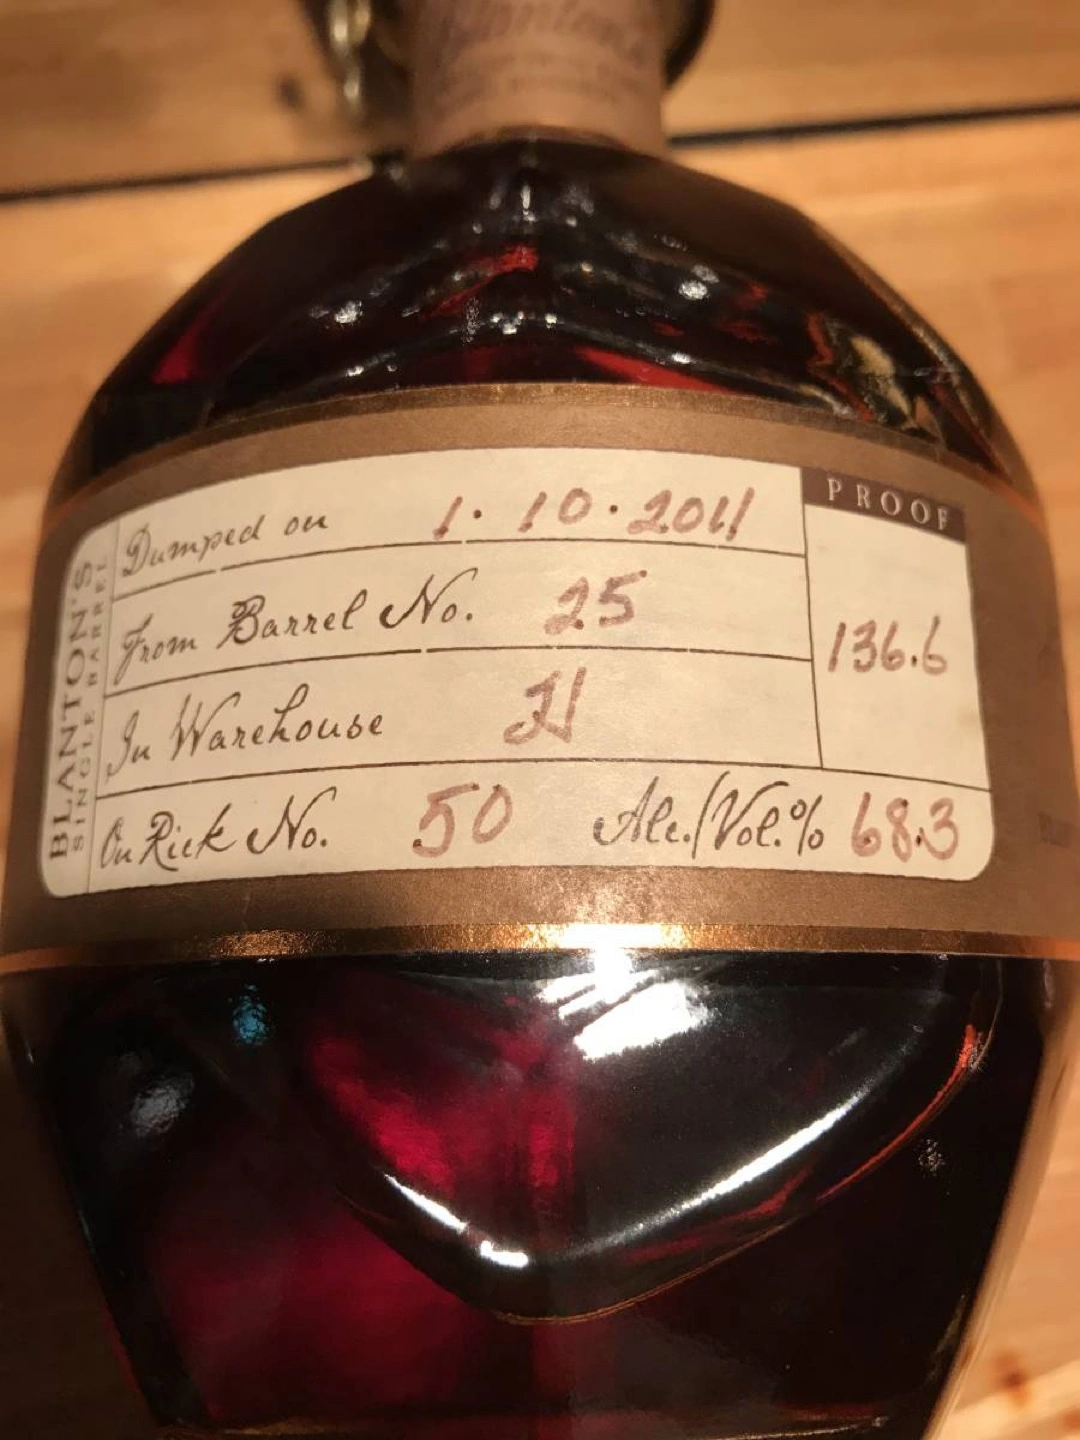 Blanton's
BLANTON'S
SINGLE BARREL
Dumped on 1·10·2011
PROOF
From Barrel No. 25
136.6
In Warehouse H
On Rick No. 50 Alc./Vol.% 68.3